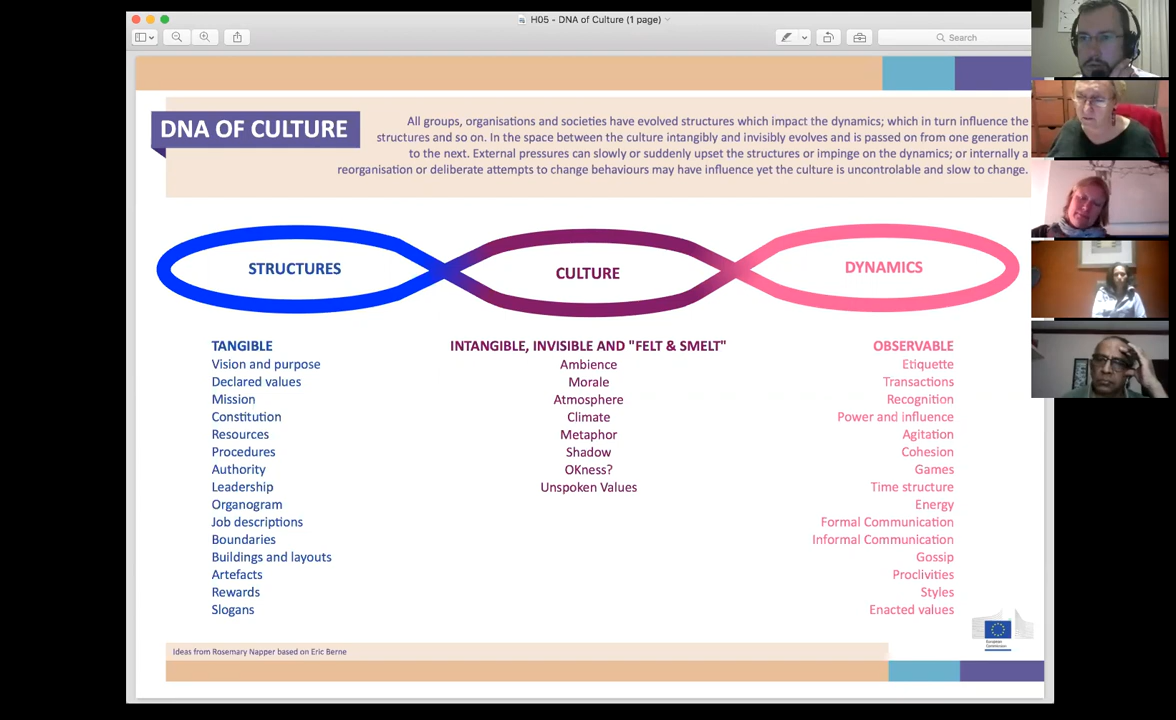 H05 - DNA of Culture (1 page)
Search
DNA OF CULTURE
All groups, organisations and societies have evolved structures which impact the dynamics; which in turn influence the
structures and so on. In the space between the culture intangibly and invisibly evolves and is passed on from one generation
to the next. External pressures can slowly or suddenly upset the structures or impinge on the dynamics; or internally a
reorganisation or deliberate attempts to change behaviours may have influence yet the culture is uncontrolable and slow to change.
STRUCTURES
CULTURE
DYNAMICS
TANGIBLE
Vision and purpose
Declared values
Mission
Constitution
Resources
Procedures
Authority
Leadership
Organogram
Job descriptions
Boundaries
Buildings and layouts
Artefacts
Rewards
Slogans
INTANGIBLE, INVISIBLE AND "FELT & SMELT"
Ambience
Morale
Atmosphere
Climate
Metaphor
Shadow
OKness?
Unspoken Values
OBSERVABLE
Etiquette
Transactions
Recognition
Power and influence
Agitation
Cohesion
Games
Time structure
Energy
Formal Communication
Informal Communication
Gossip
Proclivities
Styles
Enacted values
European
Commission
Ideas from Rosemary Napper based on Eric Berne